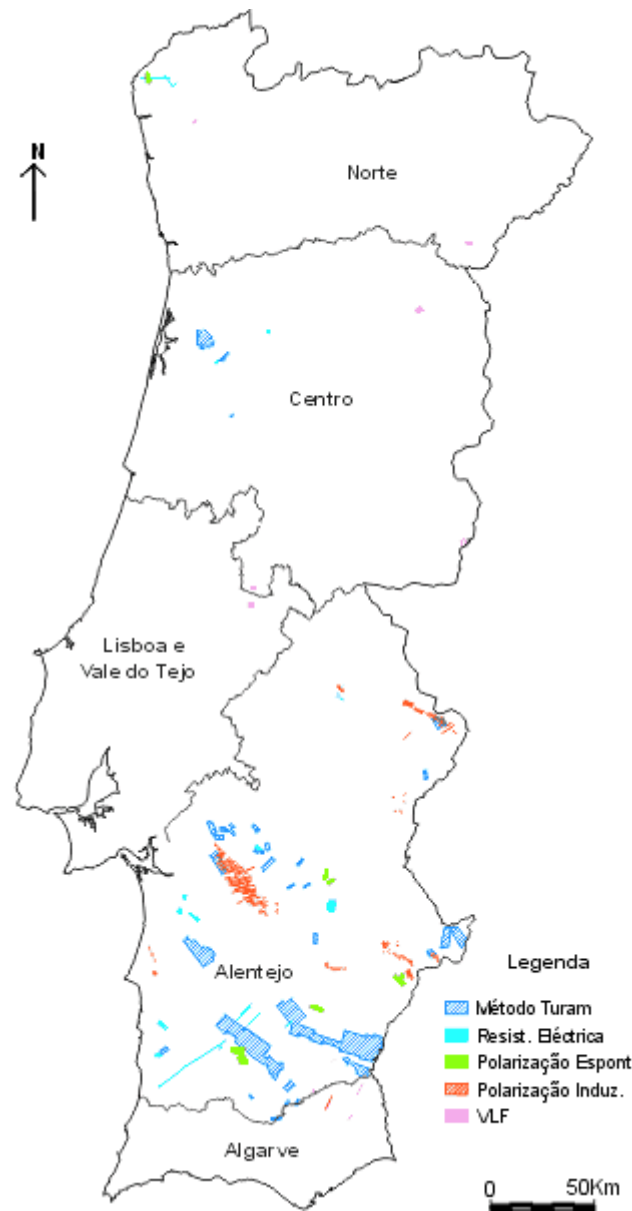 N
Norte
Centro
Lisboa e
Vale do Tejo
Alentejo
Algarve
Legenda
Método Turam
Resist. Eléctrica
Polarização Espont
Polarização Induz.
VLF
0 50Km